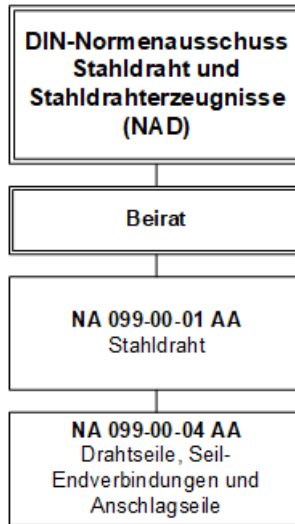 DIN-Normenausschuss
Stahldraht und
Stahldrahterzeugnisse
(NAD)
Beirat
NA 099-00-01 AA
Stahldraht
NA 099-00-04 AA
Drahtseile, Seil-
Endverbindungen und
Anschlagseile